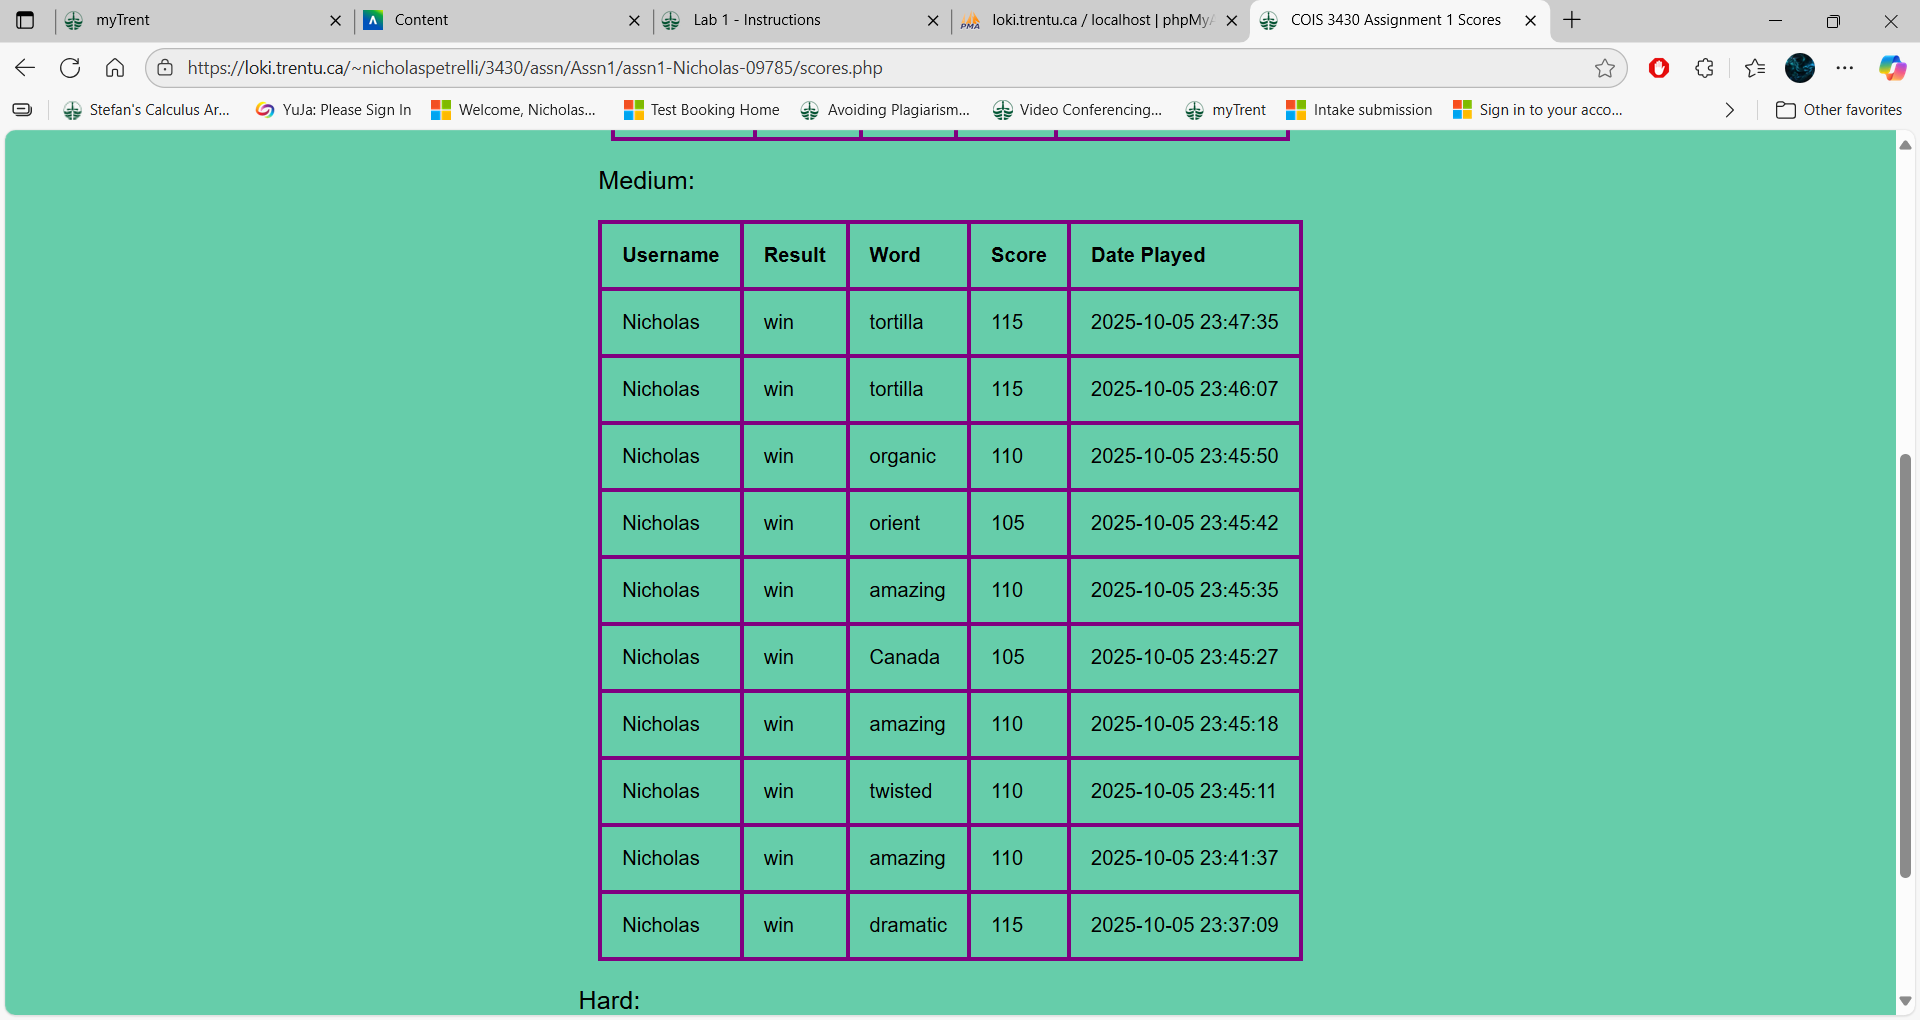 myTrent
Content
Lab 1 - Instructions
loki.trentu.ca / localhost | phpMyA
COIS 3430 Assignment 1 Scores
https://loki.trentu.ca/~nicholaspetrelli/3430/assn/Assn1/assn1-Nicholas-09785/scores.php
Stefan's Calculus Ar...
YuJa: Please Sign In
Welcome, Nicholas...
Test Booking Home
Avoiding Plagiarism...
Video Conferencing...
myTrent
Intake submission
Sign in to your acco...
Other favorites
Medium:
Username Result Word Score Date Played
Nicholas win tortilla 115 2025-10-05 23:47:35
Nicholas win tortilla 115 2025-10-05 23:46:07
Nicholas win organic 110 2025-10-05 23:45:50
Nicholas win orient 105 2025-10-05 23:45:42
Nicholas win amazing 110 2025-10-05 23:45:35
Nicholas win Canada 105 2025-10-05 23:45:27
Nicholas win amazing 110 2025-10-05 23:45:18
Nicholas win twisted 110 2025-10-05 23:45:11
Nicholas win amazing 110 2025-10-05 23:41:37
Nicholas win dramatic 115 2025-10-05 23:37:09
Hard: